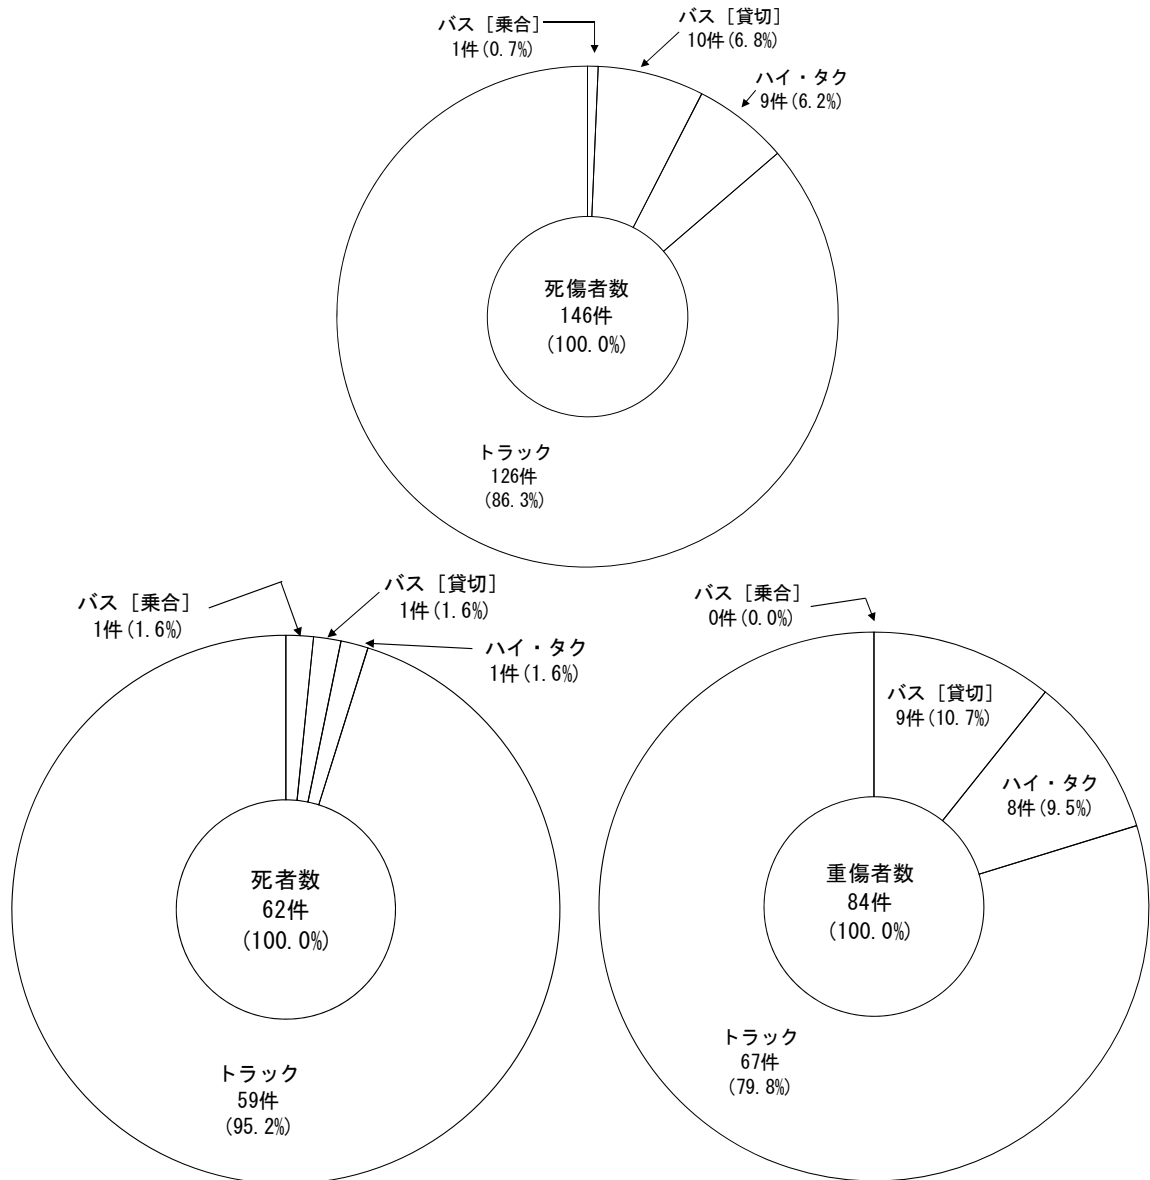 バス［乗合］
1件(0.7%)
バス［貸切］
10件(6.8%)
ハイ・タク
9件(6.2%)
死傷者数
146件
(100.0%)
トラック
126件
(86.3%)
バス［乗合］
1件(1.6%)
バス［貸切］
1件(1.6%)
ハイ・タク
1件(1.6%)
死者数
62件
(100.0%)
トラック
59件
(95.2%)
バス［乗合］
0件(0.0%)
バス［貸切］
9件(10.7%)
ハイ・タク
8件(9.5%)
重傷者数
84件
(100.0%)
トラック
67件
(79.8%)